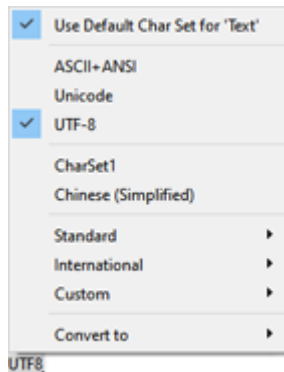 Use Default Char Set for 'Text'
ASCII+ANSI
Unicode
UTF-8
CharSet1
Chinese (Simplified)
Standard
International
Custom
Convert to
UTF8